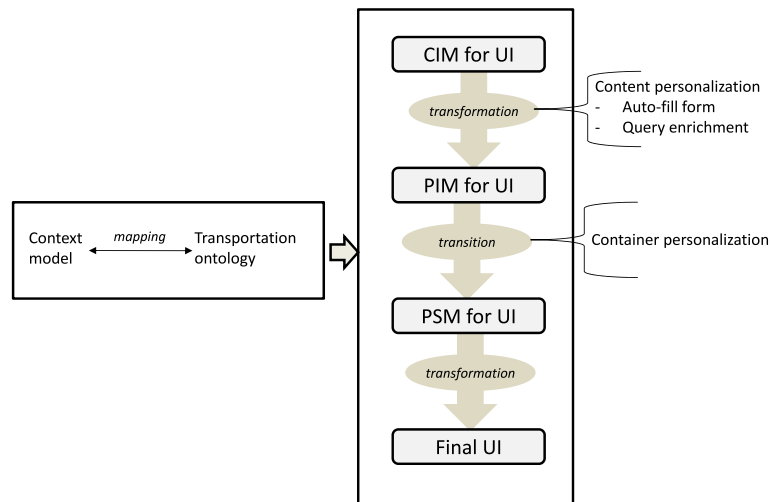 CIM for UI
transformation
Content personalization
- Auto-fill form
- Query enrichment
PIM for UI
Context model
mapping
Transportation ontology
transition
Container personalization
PSM for UI
transformation
Final UI